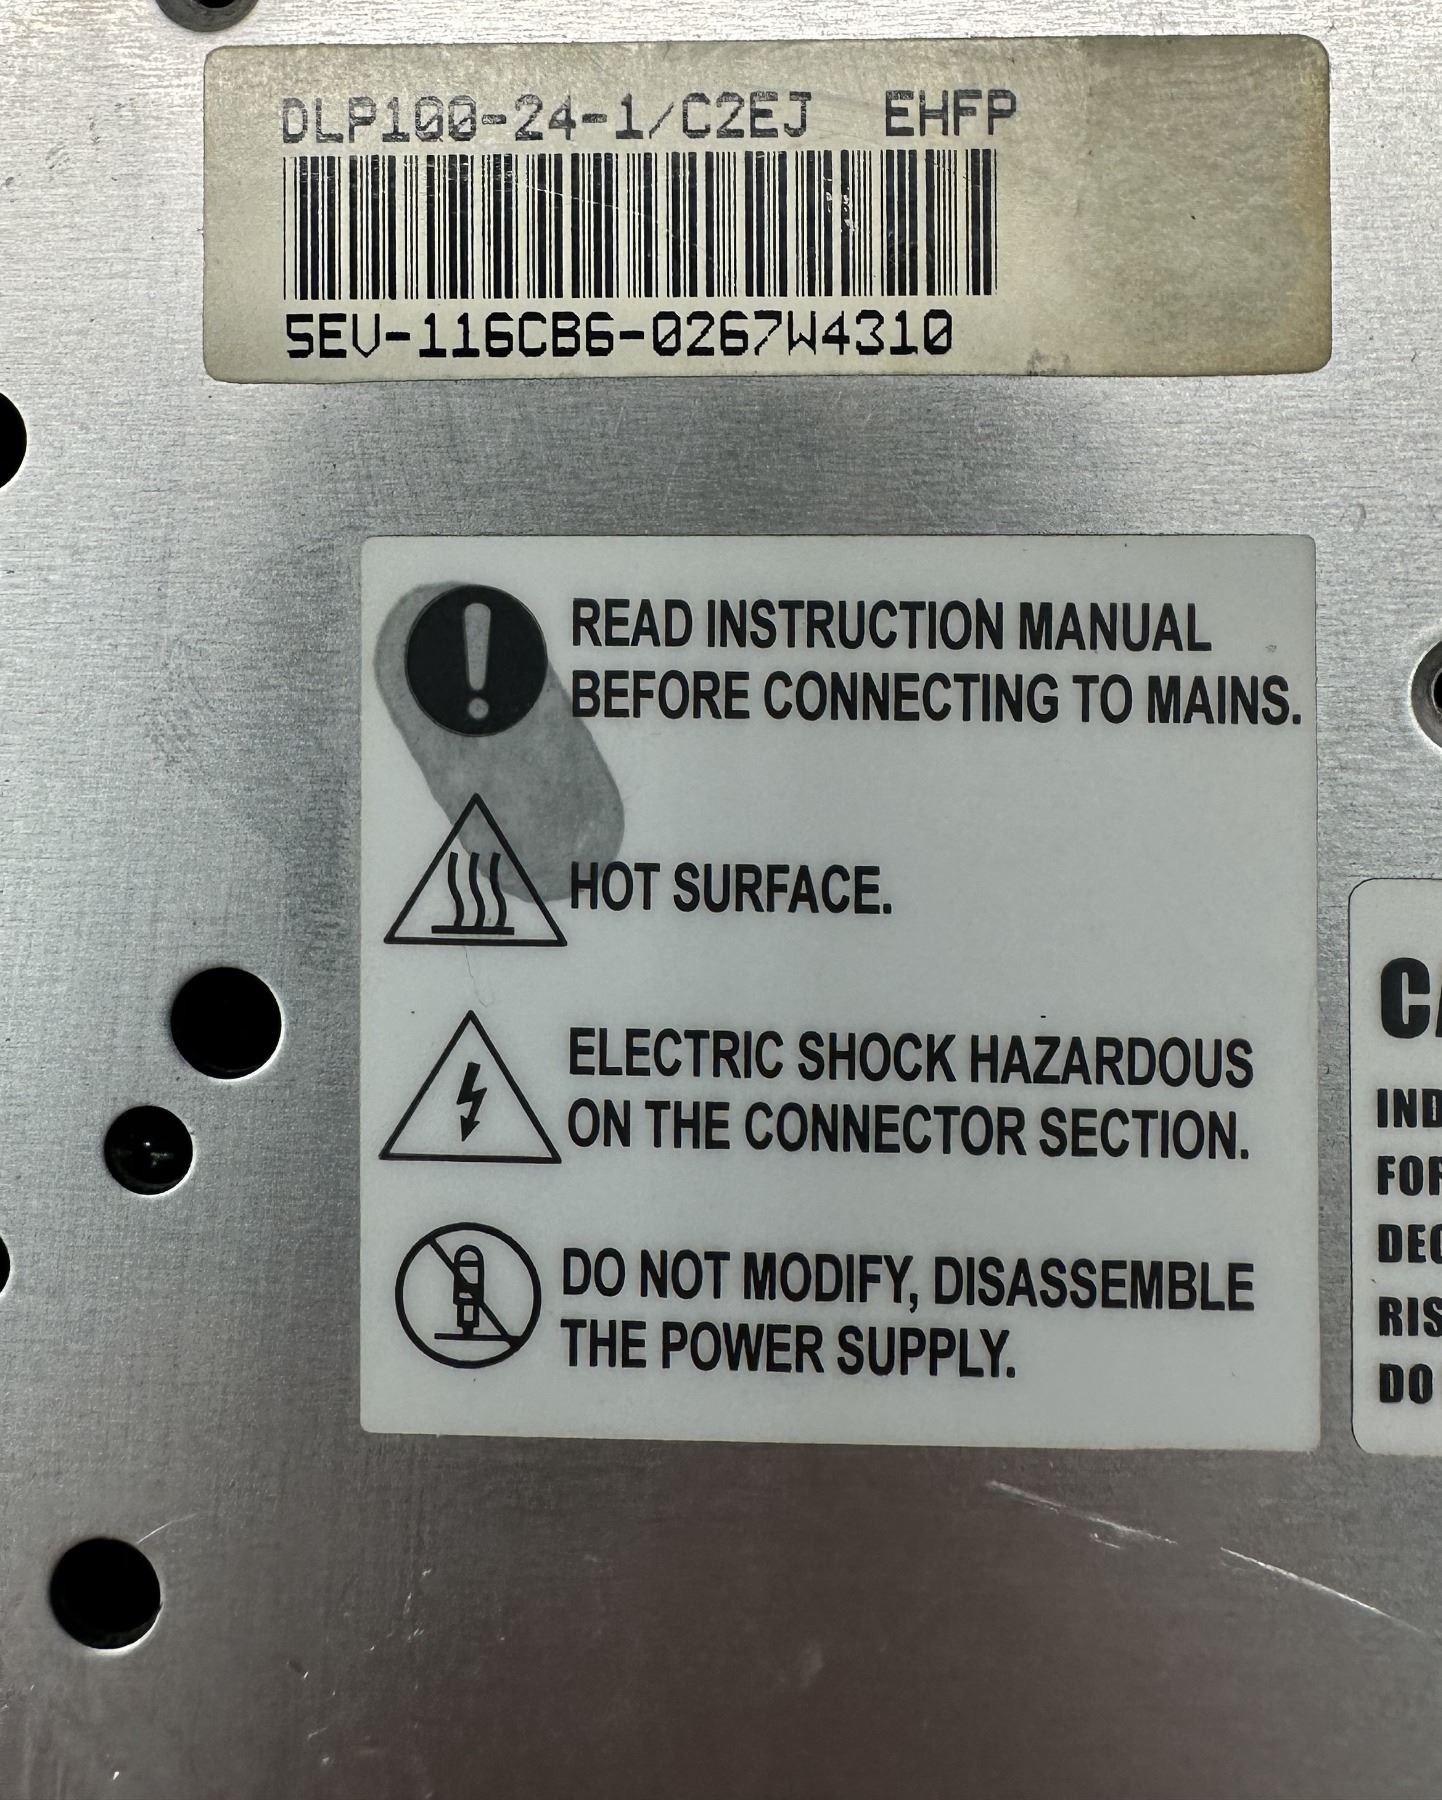 DLP100-24-1/C2EJ EHFP
5EV-116CB6-0267W4310
READ INSTRUCTION MANUAL
BEFORE CONNECTING TO MAINS.
HOT SURFACE.
ELECTRIC SHOCK HAZARDOUS
ON THE CONNECTOR SECTION.
DO NOT MODIFY, DISASSEMBLE
THE POWER SUPPLY.
DO